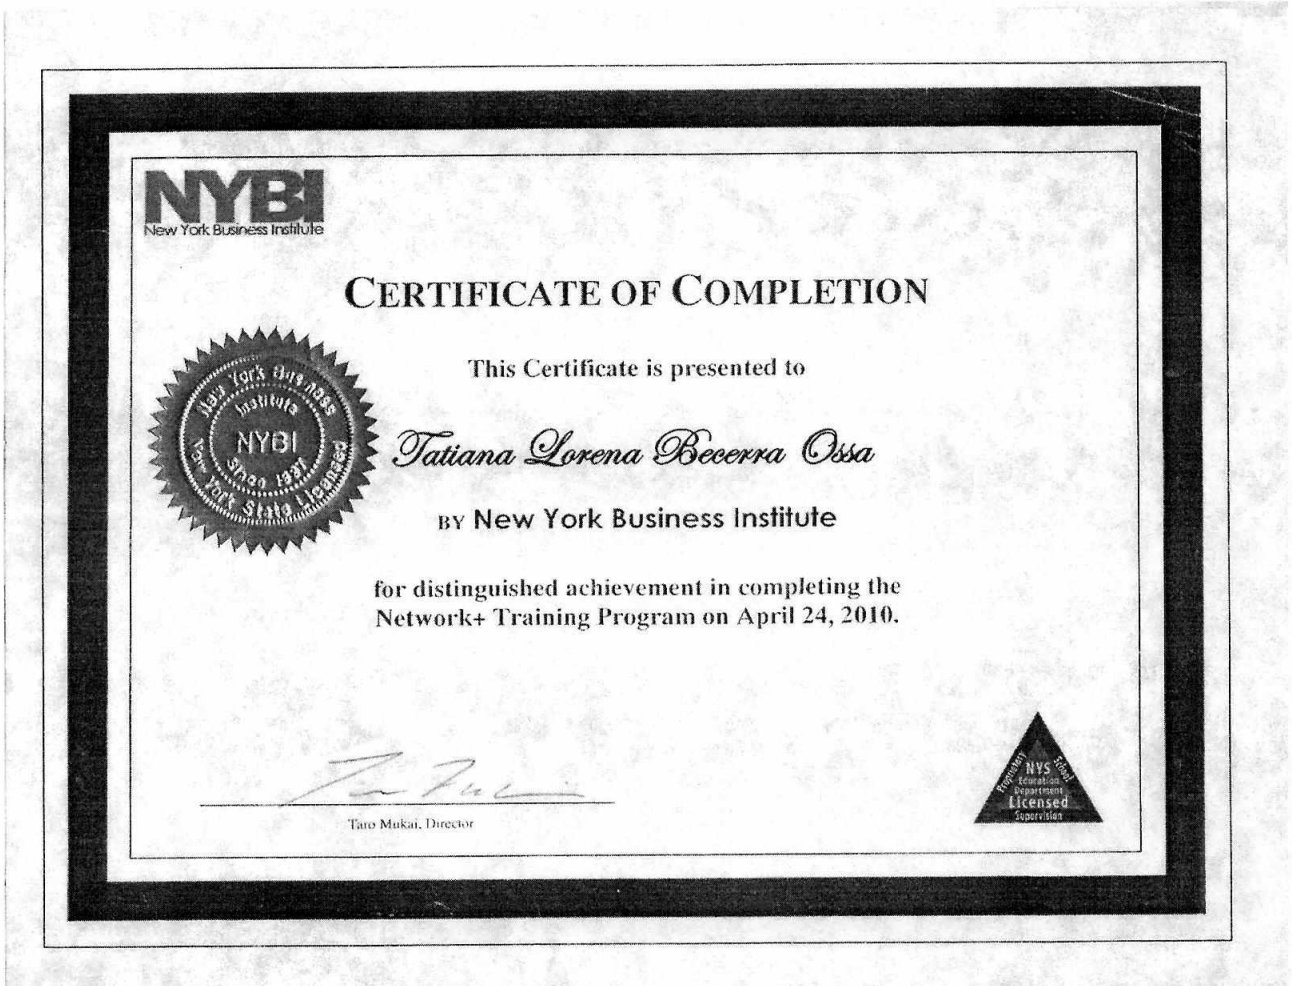 NYBI
New York Business Institute
CERTIFICATE OF COMPLETION
This Certificate is presented to
New York Business
Institute
NYBI
Since 1997
New York State Licensed
Tatiana Lorena Becerra Ossa
BY New York Business Institute
for distinguished achievement in completing the
Network+ Training Program on April 24, 2010.
Taro Mukai, Director
Proprietary School
NYS
Education
Department
Licensed
Supervision